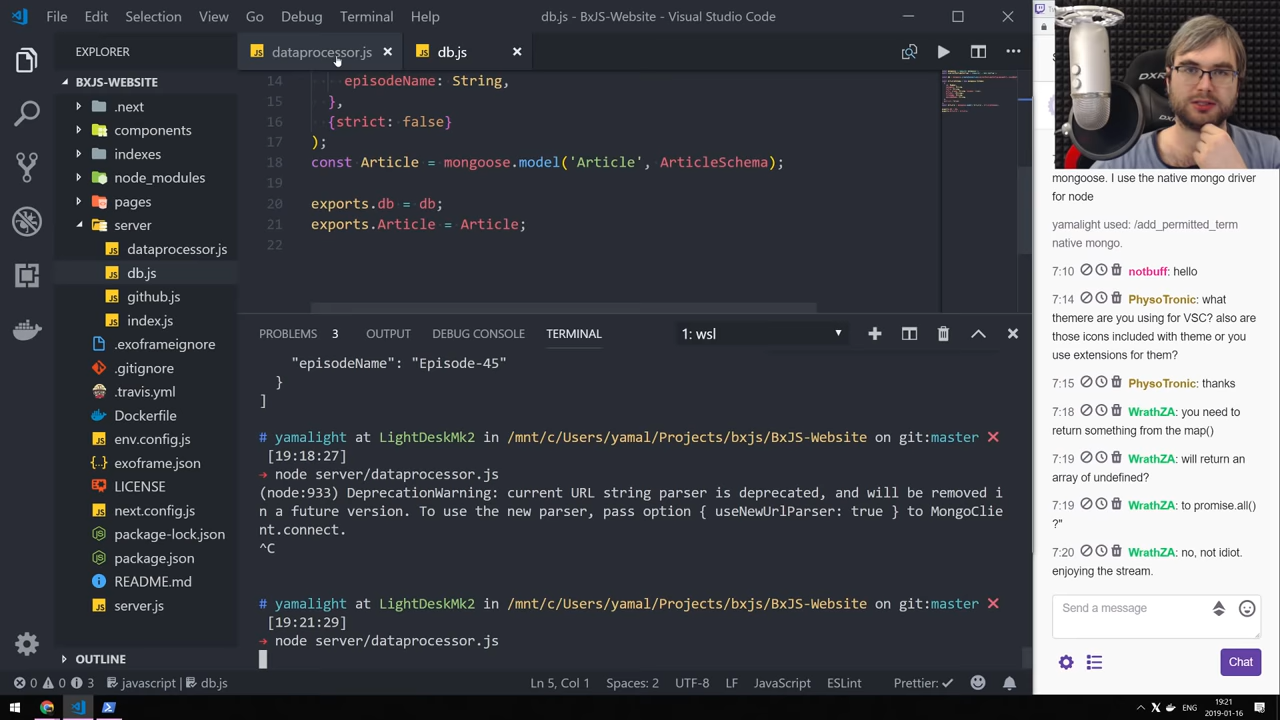 File Edit Selection View Go Debug Terminal Help
db.js - BxJS-Website - Visual Studio Code
EXPLORER
JS dataprocessor.js
JS db.js
BXJS-WEBSITE
.next
components
indexes
node_modules
pages
server
JS dataprocessor.js
JS db.js
JS github.js
JS index.js
.exoframeignore
.gitignore
.travis.yml
Dockerfile
JS env.config.js
exoframe.json
LICENSE
JS next.config.js
package-lock.json
package.json
README.md
JS server.js
OUTLINE
episodeName: String,
15 },
16 {strict: false}
17 );
18 const Article = mongoose.model('Article', ArticleSchema);
19
20 exports.db = db;
21 exports.Article = Article;
22
PROBLEMS 3 OUTPUT DEBUG CONSOLE TERMINAL 1: wsl
"episodeName": "Episode-45"
}
]
# yamalight at LightDeskMk2 in /mnt/c/Users/yamal/Projects/bxjs/BxJS-Website on git:master ❌
[19:18:27]
→ node server/dataprocessor.js
(node:933) DeprecationWarning: current URL string parser is deprecated, and will be removed i
n a future version. To use the new parser, pass option { useNewUrlParser: true } to MongoClie
nt.connect.
^C
# yamalight at LightDeskMk2 in /mnt/c/Users/yamal/Projects/bxjs/BxJS-Website on git:master ❌
[19:21:29]
→ node server/dataprocessor.js
0 0 3 javascript | db.js
Ln 5, Col 1 Spaces: 2 UTF-8 LF JavaScript ESLint Prettier: ✓
DXR
mongoose. I use the native mongo driver
for node
yamalight used: /add_permitted_term
native mongo.
7:10 notbuff: hello
7:14 PhysoTronic: what
themere are you using for VSC? also are
those icons included with theme or you
use extensions for them?
7:15 PhysoTronic: thanks
7:18 WrathZA: you need to
return something from the map()
7:19 WrathZA: will return an
array of undefined?
7:19 WrathZA: to promise.all()
?"
7:20 WrathZA: no, not idiot.
enjoying the stream.
Send a message
Chat
ENG
19:21
2019-01-16